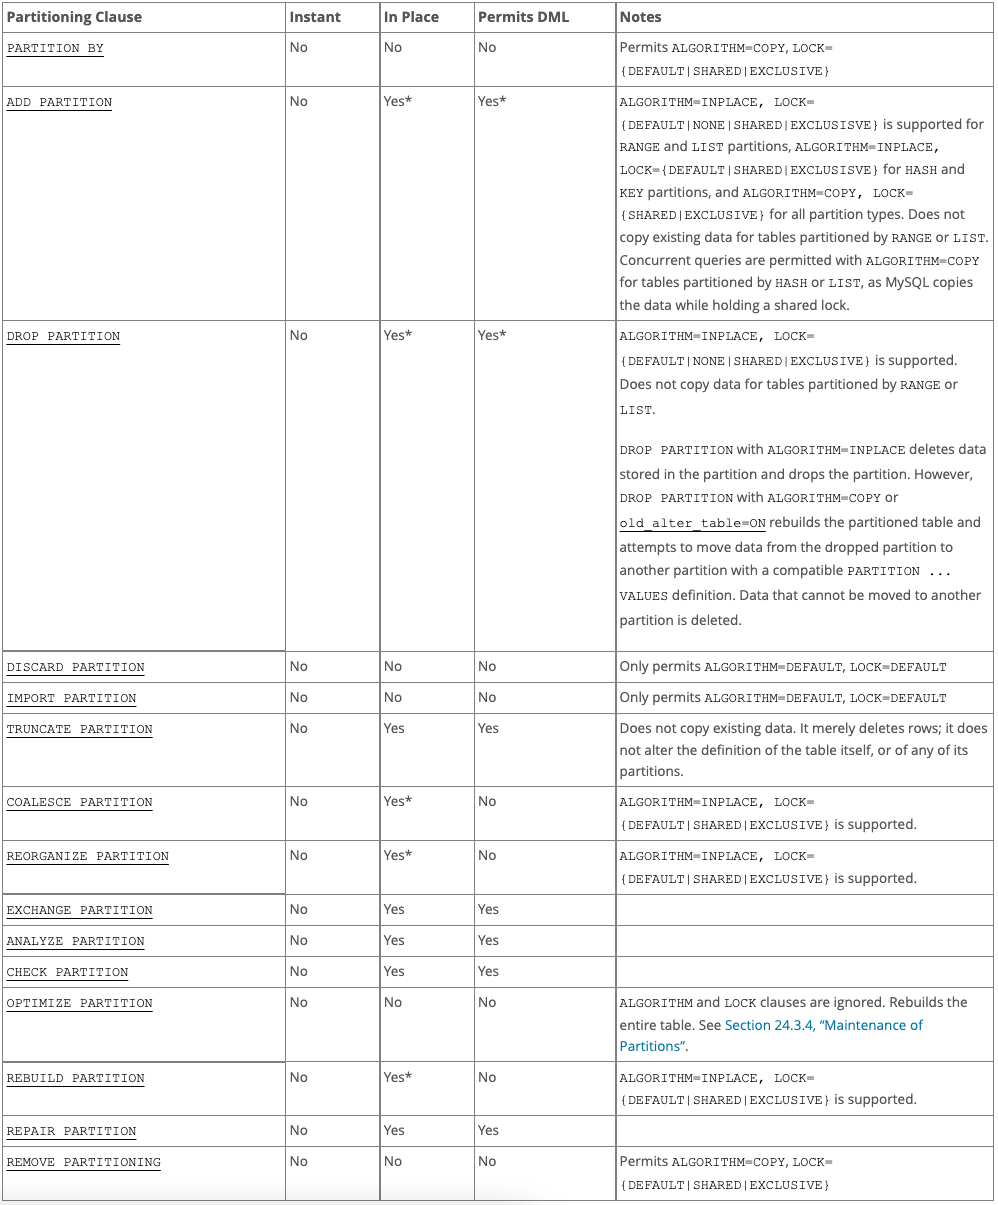 Partitioning Clause Instant In Place Permits DML Notes
PARTITION BY No No No Permits ALGORITHM=COPY, LOCK=
{DEFAULT|SHARED|EXCLUSIVE}
ADD PARTITION No Yes* Yes* ALGORITHM=INPLACE, LOCK=
{DEFAULT|NONE|SHARED|EXCLUSISVE} is supported for
RANGE and LIST partitions, ALGORITHM=INPLACE,
LOCK={DEFAULT|SHARED|EXCLUSISVE} for HASH and
KEY partitions, and ALGORITHM=COPY, LOCK=
{SHARED|EXCLUSIVE} for all partition types. Does not
copy existing data for tables partitioned by RANGE or LIST.
Concurrent queries are permitted with ALGORITHM=COPY
for tables partitioned by HASH or LIST, as MySQL copies
the data while holding a shared lock.
DROP PARTITION No Yes* Yes* ALGORITHM=INPLACE, LOCK=
{DEFAULT|NONE|SHARED|EXCLUSIVE} is supported.
Does not copy data for tables partitioned by RANGE or
LIST.
DROP PARTITION with ALGORITHM=INPLACE deletes data
stored in the partition and drops the partition. However,
DROP PARTITION with ALGORITHM=COPY or
old_alter_table=ON rebuilds the partitioned table and
attempts to move data from the dropped partition to
another partition with a compatible PARTITION ...
VALUES definition. Data that cannot be moved to another
partition is deleted.
DISCARD PARTITION No No No Only permits ALGORITHM=DEFAULT, LOCK=DEFAULT
IMPORT PARTITION No No No Only permits ALGORITHM=DEFAULT, LOCK=DEFAULT
TRUNCATE PARTITION No Yes Yes Does not copy existing data. It merely deletes rows; it does
not alter the definition of the table itself, or of any of its
partitions.
COALESCE PARTITION No Yes* No ALGORITHM=INPLACE, LOCK=
{DEFAULT|SHARED|EXCLUSIVE} is supported.
REORGANIZE PARTITION No Yes* No ALGORITHM=INPLACE, LOCK=
{DEFAULT|SHARED|EXCLUSIVE} is supported.
EXCHANGE PARTITION No Yes Yes
ANALYZE PARTITION No Yes Yes
CHECK PARTITION No Yes Yes
OPTIMIZE PARTITION No No No ALGORITHM and LOCK clauses are ignored. Rebuilds the
entire table. See Section 24.3.4, “Maintenance of
Partitions”.
REBUILD PARTITION No Yes* No ALGORITHM=INPLACE, LOCK=
{DEFAULT|SHARED|EXCLUSIVE} is supported.
REPAIR PARTITION No Yes Yes
REMOVE PARTITIONING No No No Permits ALGORITHM=COPY, LOCK=
{DEFAULT|SHARED|EXCLUSIVE}